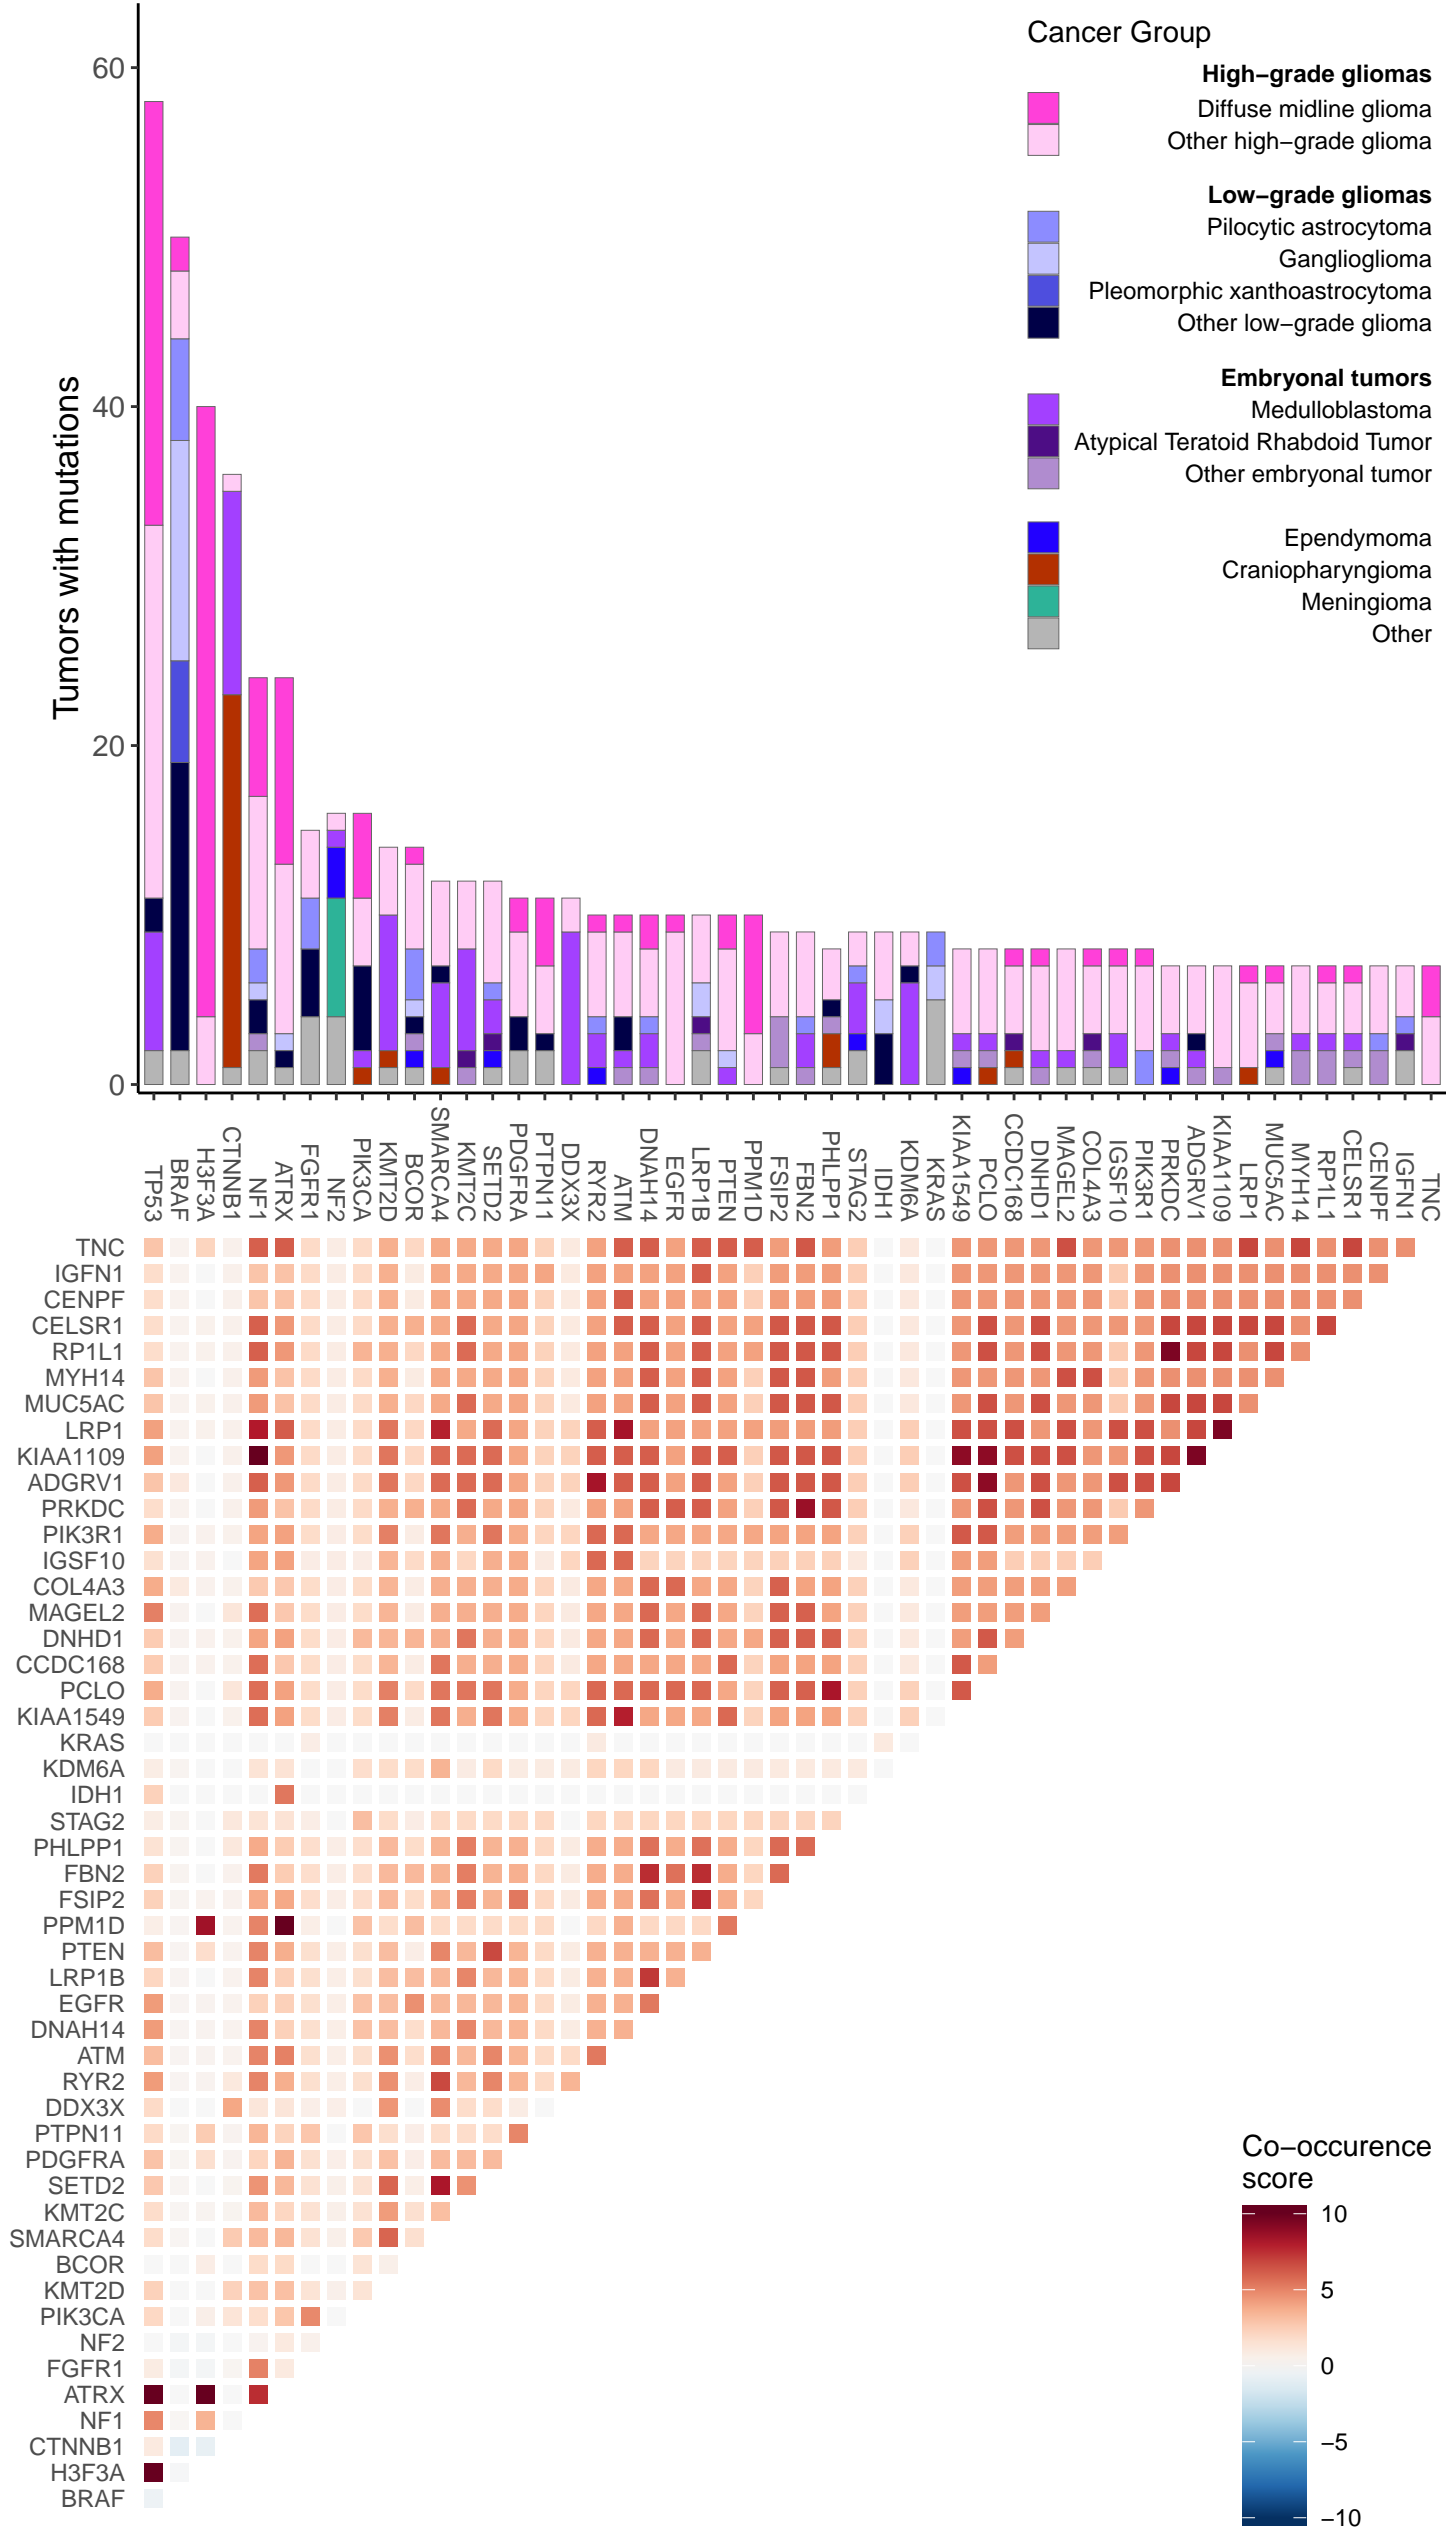 Cancer Group
High−grade gliomas
Diffuse midline glioma
Other high−grade glioma
Low−grade gliomas
Pilocytic astrocytoma
Ganglioglioma
Pleomorphic xanthoastrocytoma
Other low−grade glioma
Embryonal tumors
Medulloblastoma
Atypical Teratoid Rhabdoid Tumor
Other embryonal tumor
Ependymoma
Craniopharyngioma
Meningioma
Other
Tumors with mutations
60
40
20
0
TP53
BRAF
H3F3A
CTNNB1
NF1
ATRX
FGFR1
NF2
PIK3CA
KMT2D
BCOR
SMARCA4
KMT2C
SETD2
PDGFRA
PTPN11
DDX3X
RYR2
ATM
DNAH14
EGFR
LRP1B
PTEN
PPM1D
FSIP2
FBN2
PHLPP1
STAG2
IDH1
KDM6A
KRAS
KIAA1549
PCLO
CCDC168
DNHD1
MAGEL2
COL4A3
IGSF10
PIK3R1
PRKDC
ADGRV1
KIAA1109
LRP1
MUC5AC
MYH14
RP1L1
CELSR1
CENPF
IGFN1
TNC
TNC
IGFN1
CENPF
CELSR1
RP1L1
MYH14
MUC5AC
LRP1
KIAA1109
ADGRV1
PRKDC
PIK3R1
IGSF10
COL4A3
MAGEL2
DNHD1
CCDC168
PCLO
KIAA1549
KRAS
KDM6A
IDH1
STAG2
PHLPP1
FBN2
FSIP2
PPM1D
PTEN
LRP1B
EGFR
DNAH14
ATM
RYR2
DDX3X
PTPN11
PDGFRA
SETD2
KMT2C
SMARCA4
BCOR
KMT2D
PIK3CA
NF2
FGFR1
ATRX
NF1
CTNNB1
H3F3A
BRAF
Co−occurence
score
10
5
0
−5
−10